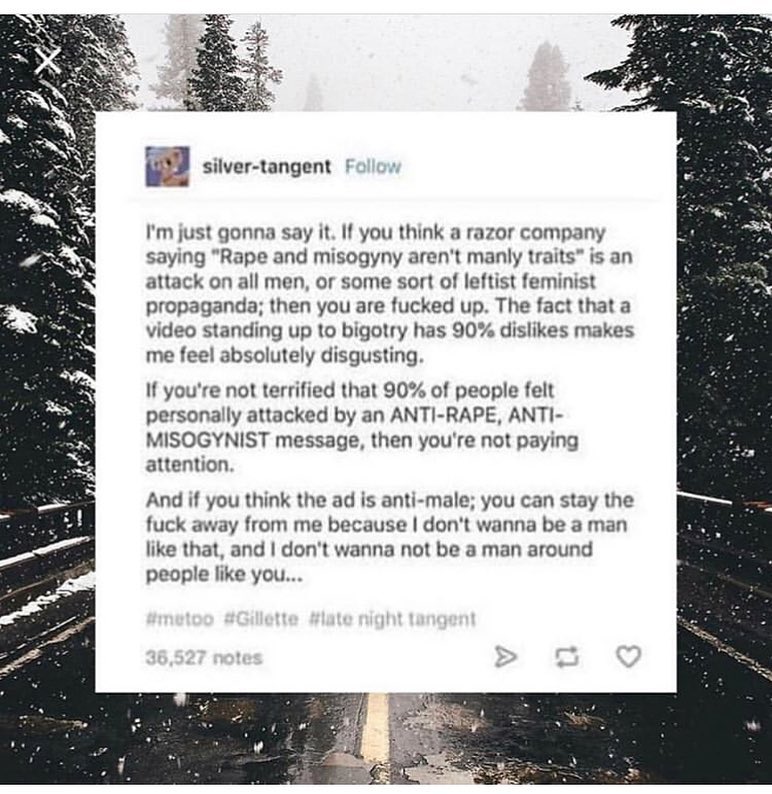 silver-tangent Follow
I'm just gonna say it. If you think a razor company
saying "Rape and misogyny aren't manly traits" is an
attack on all men, or some sort of leftist feminist
propaganda; then you are fucked up. The fact that a
video standing up to bigotry has 90% dislikes makes
me feel absolutely disgusting.
If you're not terrified that 90% of people felt
personally attacked by an ANTI-RAPE, ANTI-
MISOGYNIST message, then you're not paying
attention.
And if you think the ad is anti-male; you can stay the
fuck away from me because I don't wanna be a man
like that, and I don't wanna not be a man around
people like you...
#metoo #Gillette #late night tangent
36,527 notes